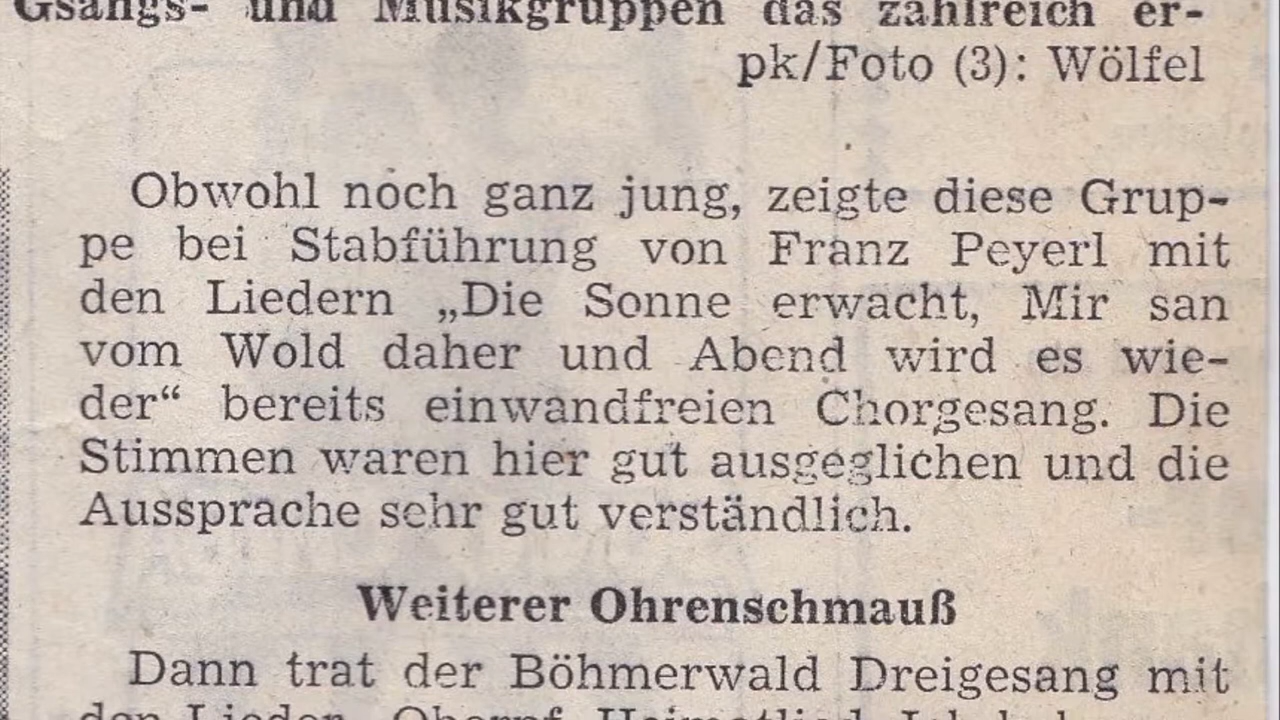 Gsangs- und Musikgruppen das zahlreich er-
pk/Foto (3): Wölfel
Obwohl noch ganz jung, zeigte diese Grup-
pe bei Stabführung von Franz Peyerl mit
den Liedern „Die Sonne erwacht, Mir san
vom Wold daher und Abend wird es wie-
der“ bereits einwandfreien Chorgesang. Die
Stimmen waren hier gut ausgeglichen und die
Aussprache sehr gut verständlich.
Weiterer Ohrenschmauß
Dann trat der Böhmerwald Dreigesang mit